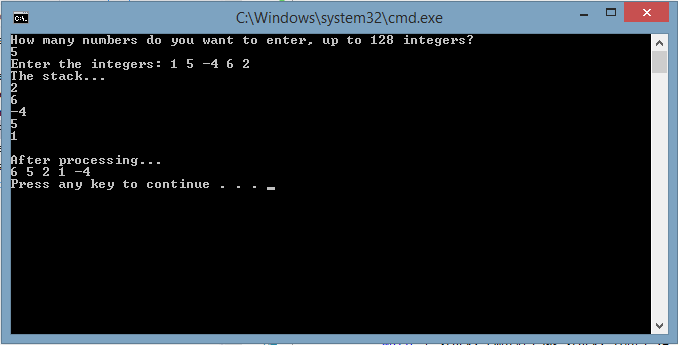 C:\Windows\system32\cmd.exe
How many numbers do you want to enter, up to 128 integers?
5
Enter the integers: 1 5 -4 6 2
The stack...
2
6
-4
5
1
After processing...
6 5 2 1 -4
Press any key to continue . . . _